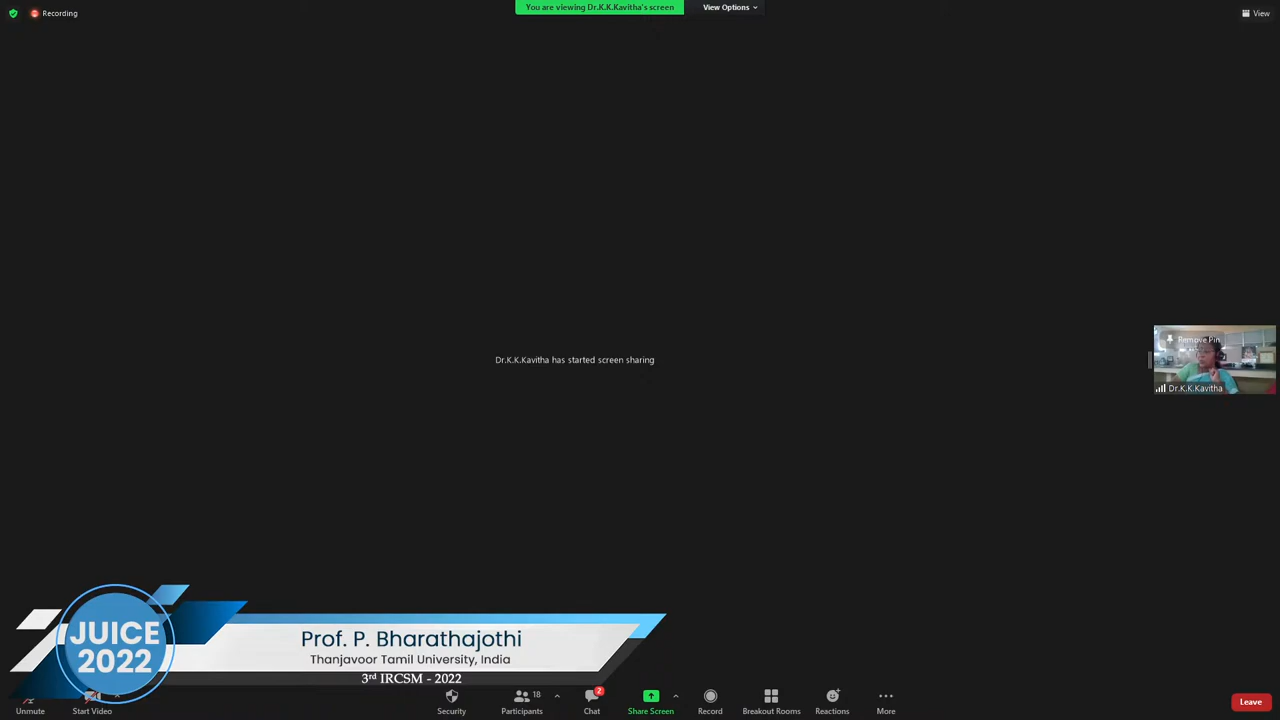 Recording
You are viewing Dr.K.K.Kavitha's screen
View Options
View
Dr.K.K.Kavitha has started screen sharing
Remove Pin
Dr.K.K.Kavitha
JUICE
2022
Prof. P. Bharathajothi
Thanjavoor Tamil University, India
3rd IRCSM - 2022
Unmute
Start Video
Security
Participants
18
Chat
2
Share Screen
Record
Breakout Rooms
Reactions
More
Leave